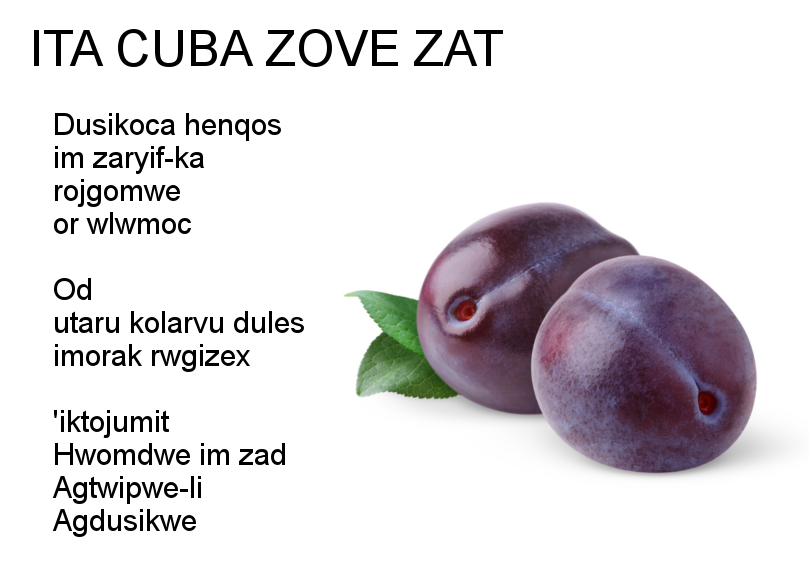 ITA CUBA ZOVE ZAT
Dusikoca henqos
im zaryif-ka
rojgomwe
or wlwmoc
Od
utaru kolarvu dules
imorak rwgizex
'iktojumit
Hwomdwe im zad
Agtwipwe-li
Agdusikwe